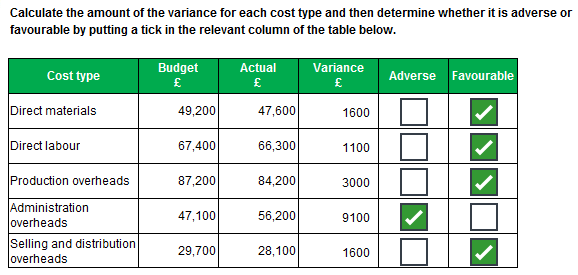 Calculate the amount of the variance for each cost type and then determine whether it is adverse or
favourable by putting a tick in the relevant column of the table below.
Cost type Budget £ Actual £ Variance £ Adverse Favourable
Direct materials 49,200 47,600 1600
Direct labour 67,400 66,300 1100
Production overheads 87,200 84,200 3000
Administration
overheads 47,100 56,200 9100
Selling and distribution
overheads 29,700 28,100 1600